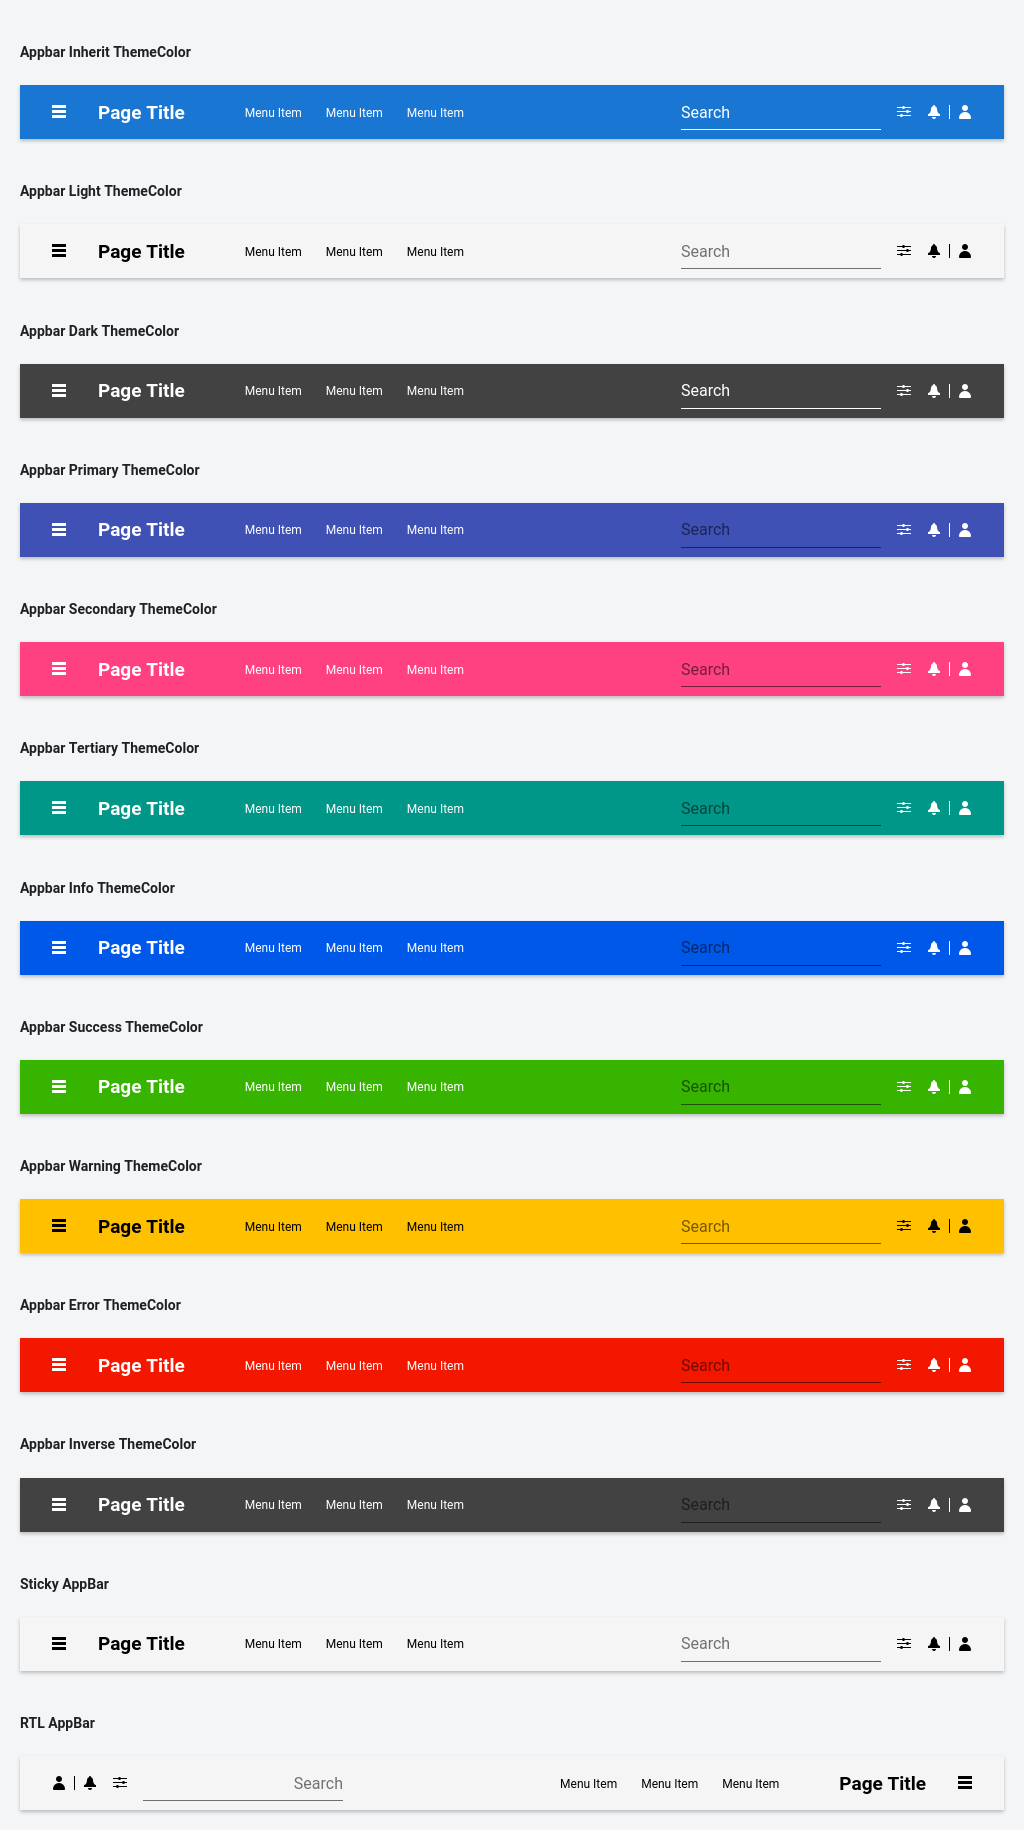 Appbar Inherit ThemeColor
Page Title Menu Item Menu Item Menu Item Search
Appbar Light ThemeColor
Page Title Menu Item Menu Item Menu Item Search
Appbar Dark ThemeColor
Page Title Menu Item Menu Item Menu Item Search
Appbar Primary ThemeColor
Page Title Menu Item Menu Item Menu Item Search
Appbar Secondary ThemeColor
Page Title Menu Item Menu Item Menu Item Search
Appbar Tertiary ThemeColor
Page Title Menu Item Menu Item Menu Item Search
Appbar Info ThemeColor
Page Title Menu Item Menu Item Menu Item Search
Appbar Success ThemeColor
Page Title Menu Item Menu Item Menu Item Search
Appbar Warning ThemeColor
Page Title Menu Item Menu Item Menu Item Search
Appbar Error ThemeColor
Page Title Menu Item Menu Item Menu Item Search
Appbar Inverse ThemeColor
Page Title Menu Item Menu Item Menu Item Search
Sticky AppBar
Page Title Menu Item Menu Item Menu Item Search
RTL AppBar
Search Menu Item Menu Item Menu Item Page Title